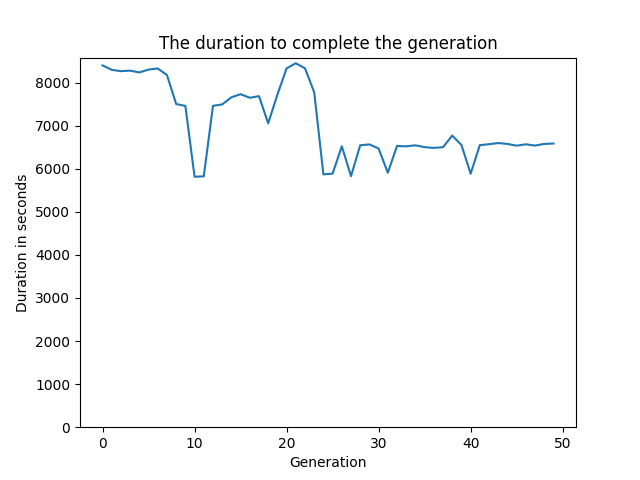 The duration to complete the generation
Duration in seconds
8000
7000
6000
5000
4000
3000
2000
1000
0
0 10 20 30 40 50
Generation